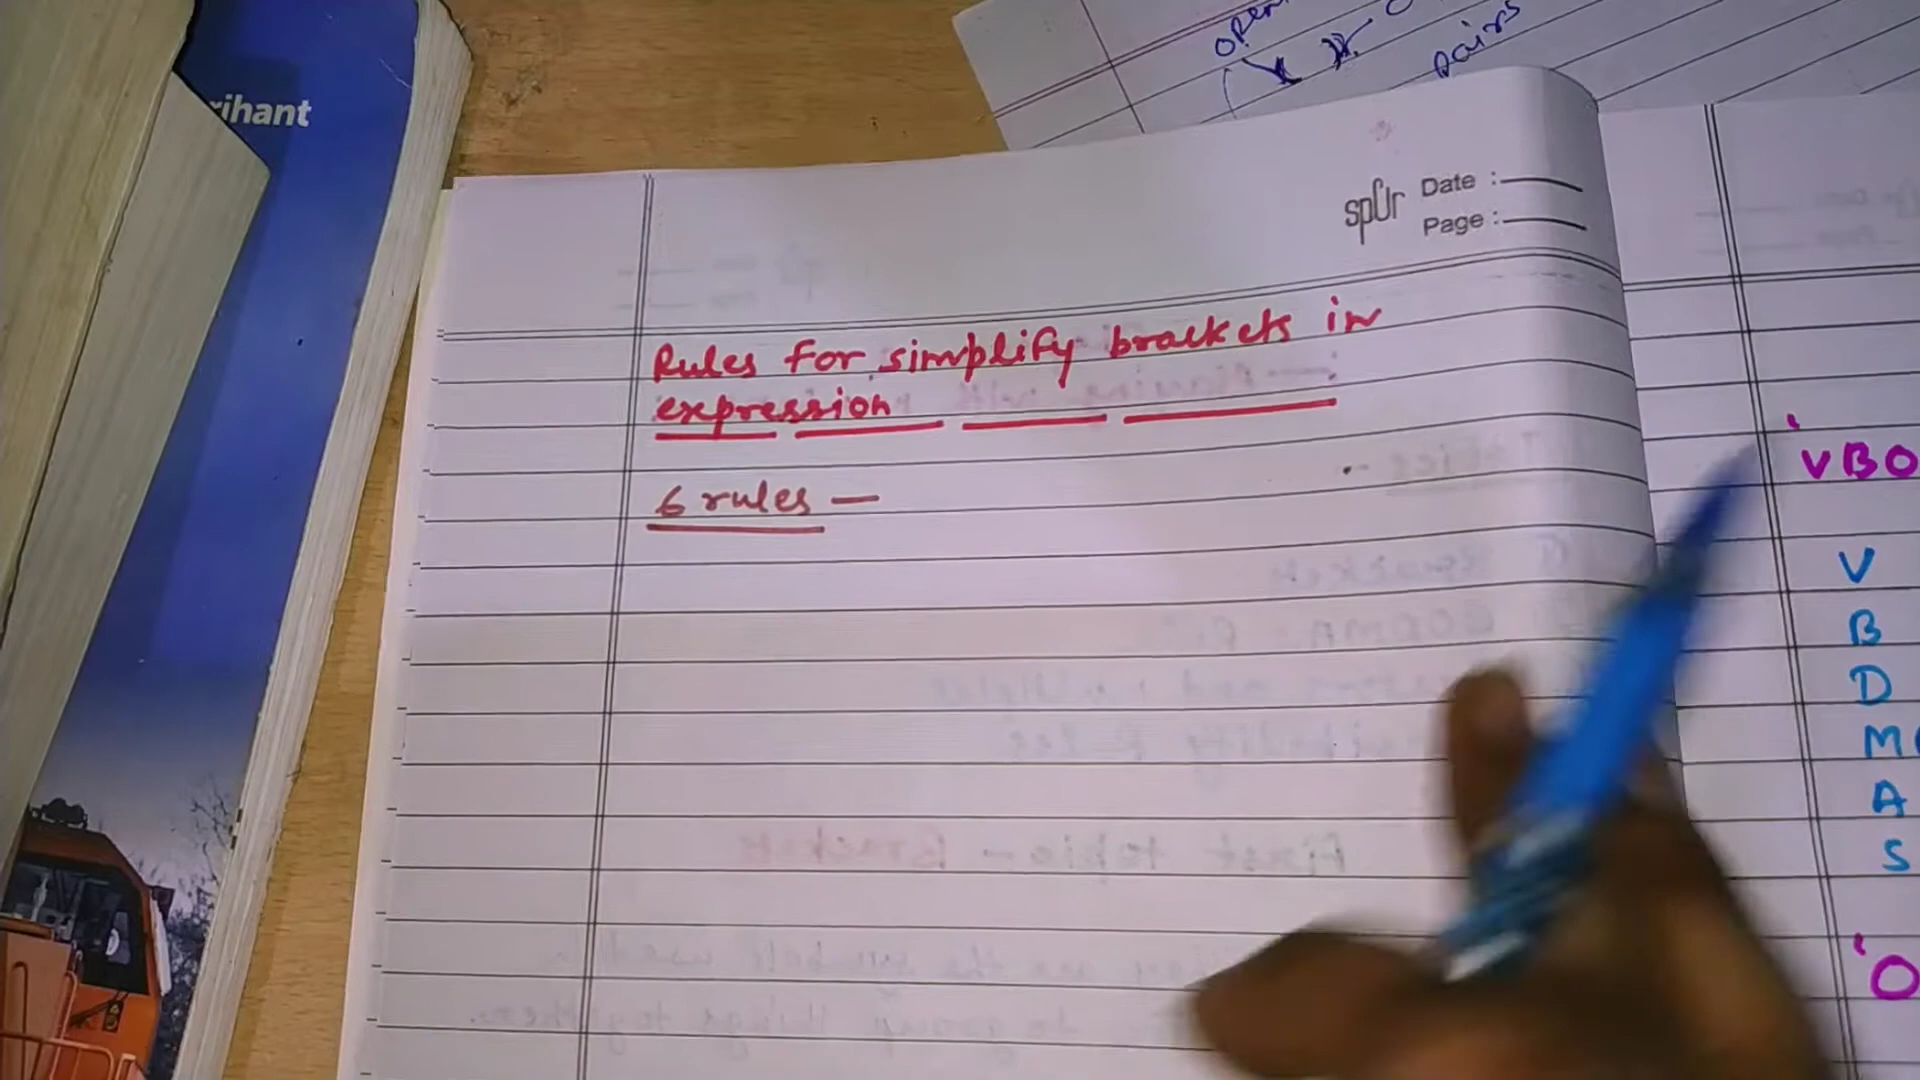 rihant
open
pairs
spUr Date :
Page :
Rules for simplify brackets in
expression
6 rules —
'VBO
V
B
D
M
A
S
'O